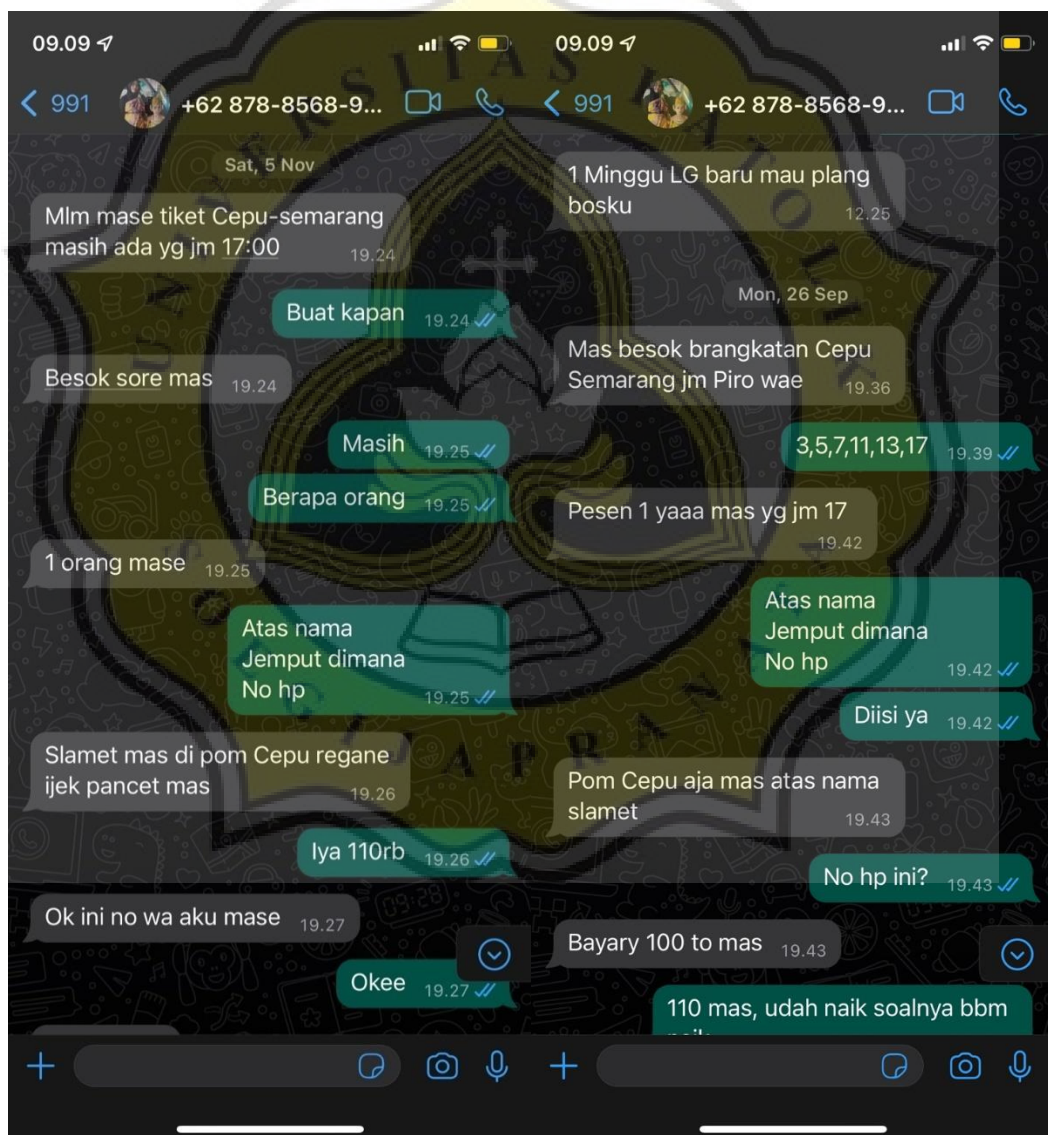 09.09
991
+62 878-8568-9...
Sat, 5 Nov
Mlm mase tiket Cepu-semarang
masih ada yg jm 17:00
19.24
Buat kapan 19.24
Besok sore mas 19.24
Masih 19.25
Berapa orang 19.25
1 orang mase 19.25
Atas nama
Jemput dimana
No hp 19.25
Slamet mas di pom Cepu regane
ijek pancet mas 19.26
Iya 110rb 19.26
Ok ini no wa aku mase 19.27
Okee 19.27
09.09
991
+62 878-8568-9...
1 Minggu LG baru mau plang
bosku 12.25
Mon, 26 Sep
Mas besok brangkatan Cepu
Semarang jm Piro wae 19.36
3,5,7,11,13,17 19.39
Pesen 1 yaaa mas yg jm 17
19.42
Atas nama
Jemput dimana
No hp 19.42
Diisi ya 19.42
Pom Cepu aja mas atas nama
slamet 19.43
No hp ini? 19.43
Bayary 100 to mas 19.43
110 mas, udah naik soalnya bbm
UNIVERSITAS KATOLIK
SOEGIJAPRANATA